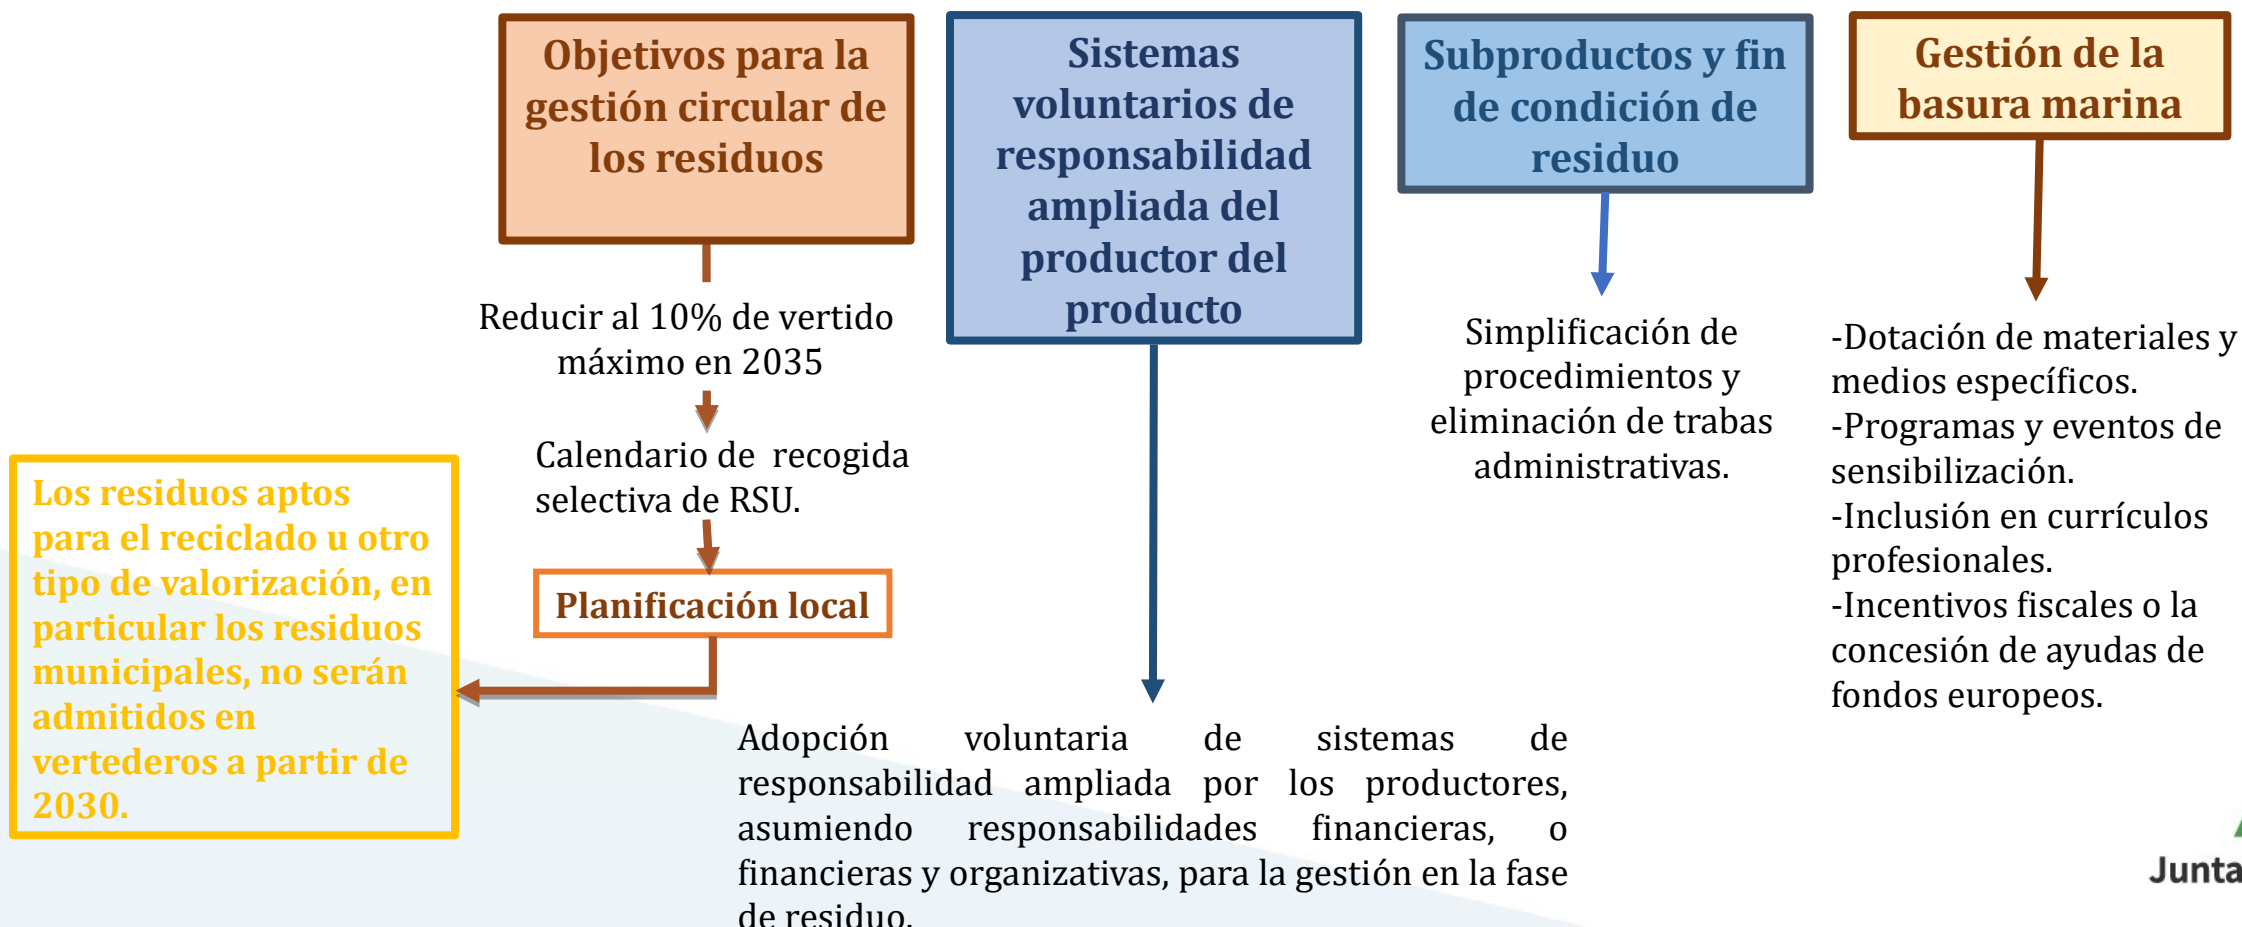 Objetivos para la
gestión circular de
los residuos
Reducir al 10% de vertido
máximo en 2035
Calendario de recogida
selectiva de RSU.
Planificación local
Los residuos aptos
para el reciclado u otro
tipo de valorización, en
particular los residuos
municipales, no serán
admitidos en
vertederos a partir de
2030.
Sistemas
voluntarios de
responsabilidad
ampliada del
productor del
producto
Adopción voluntaria de sistemas de
responsabilidad ampliada por los productores,
asumiendo responsabilidades financieras, o
financieras y organizativas, para la gestión en la fase
de residuo.
Subproductos y fin
de condición de
residuo
Simplificación de
procedimientos y
eliminación de trabas
administrativas.
Gestión de la
basura marina
-Dotación de materiales y
medios específicos.
-Programas y eventos de
sensibilización.
-Inclusión en currículos
profesionales.
-Incentivos fiscales o la
concesión de ayudas de
fondos europeos.
Junta